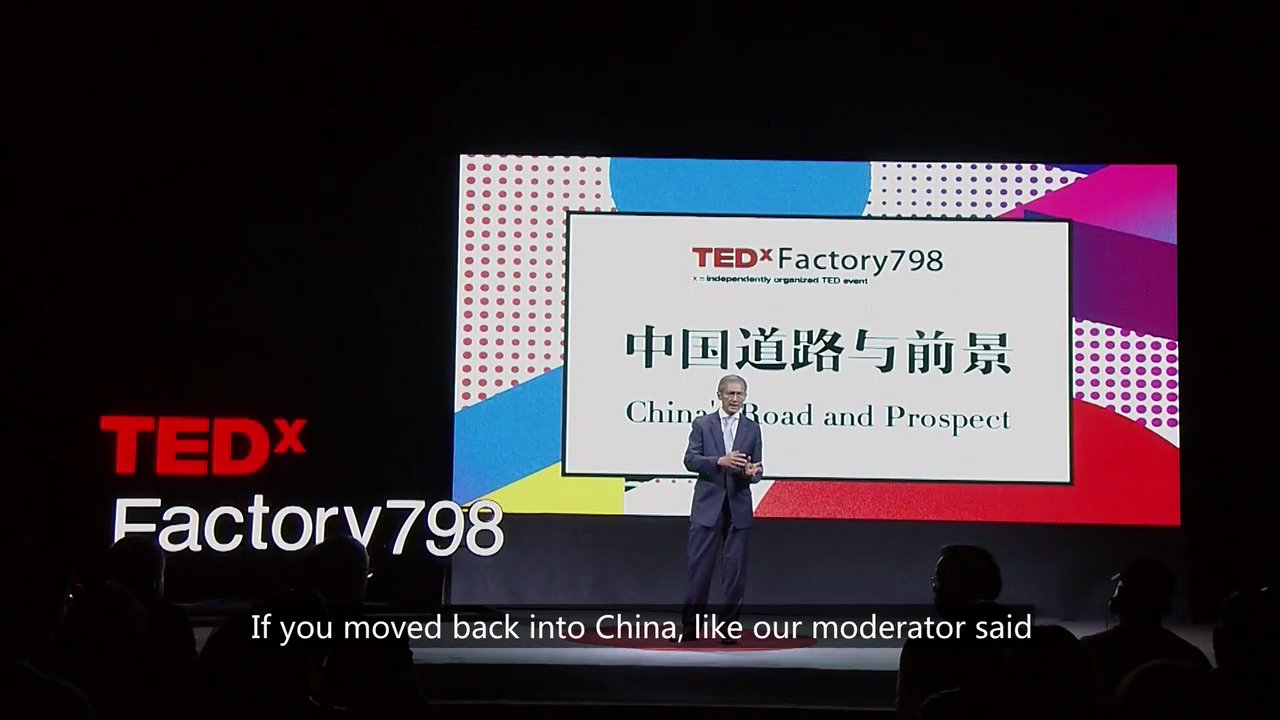 TEDx Factory798
x = independently organized TED event
中国道路与前景
China's Road and Prospect
TEDx
Factory798
If you moved back into China, like our moderator said